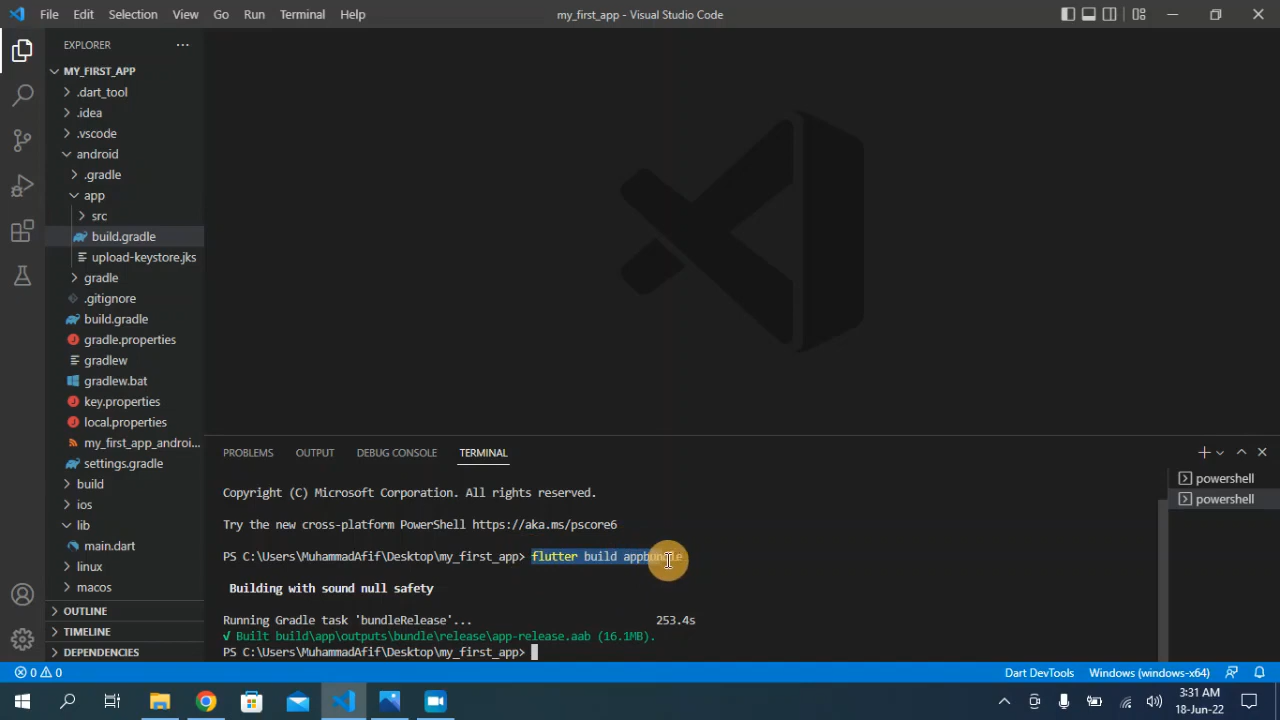 File Edit Selection View Go Run Terminal Help
my_first_app - Visual Studio Code
EXPLORER
MY_FIRST_APP
.dart_tool
.idea
.vscode
android
.gradle
app
src
build.gradle
upload-keystore.jks
gradle
.gitignore
build.gradle
gradle.properties
gradlew
gradlew.bat
key.properties
local.properties
my_first_app_androi...
settings.gradle
build
ios
lib
main.dart
linux
macos
OUTLINE
TIMELINE
DEPENDENCIES
PROBLEMS OUTPUT DEBUG CONSOLE TERMINAL
Copyright (C) Microsoft Corporation. All rights reserved.
Try the new cross-platform PowerShell https://aka.ms/pscore6
PS C:\Users\MuhammadAfif\Desktop\my_first_app> flutter build appbundle
Building with sound null safety
Running Gradle task 'bundleRelease'... 253.4s
√ Built build\app\outputs\bundle\release\app-release.aab (16.1MB).
PS C:\Users\MuhammadAfif\Desktop\my_first_app>
powershell
powershell
0 0
Dart DevTools Windows (windows-x64)
3:31 AM
18-Jun-22